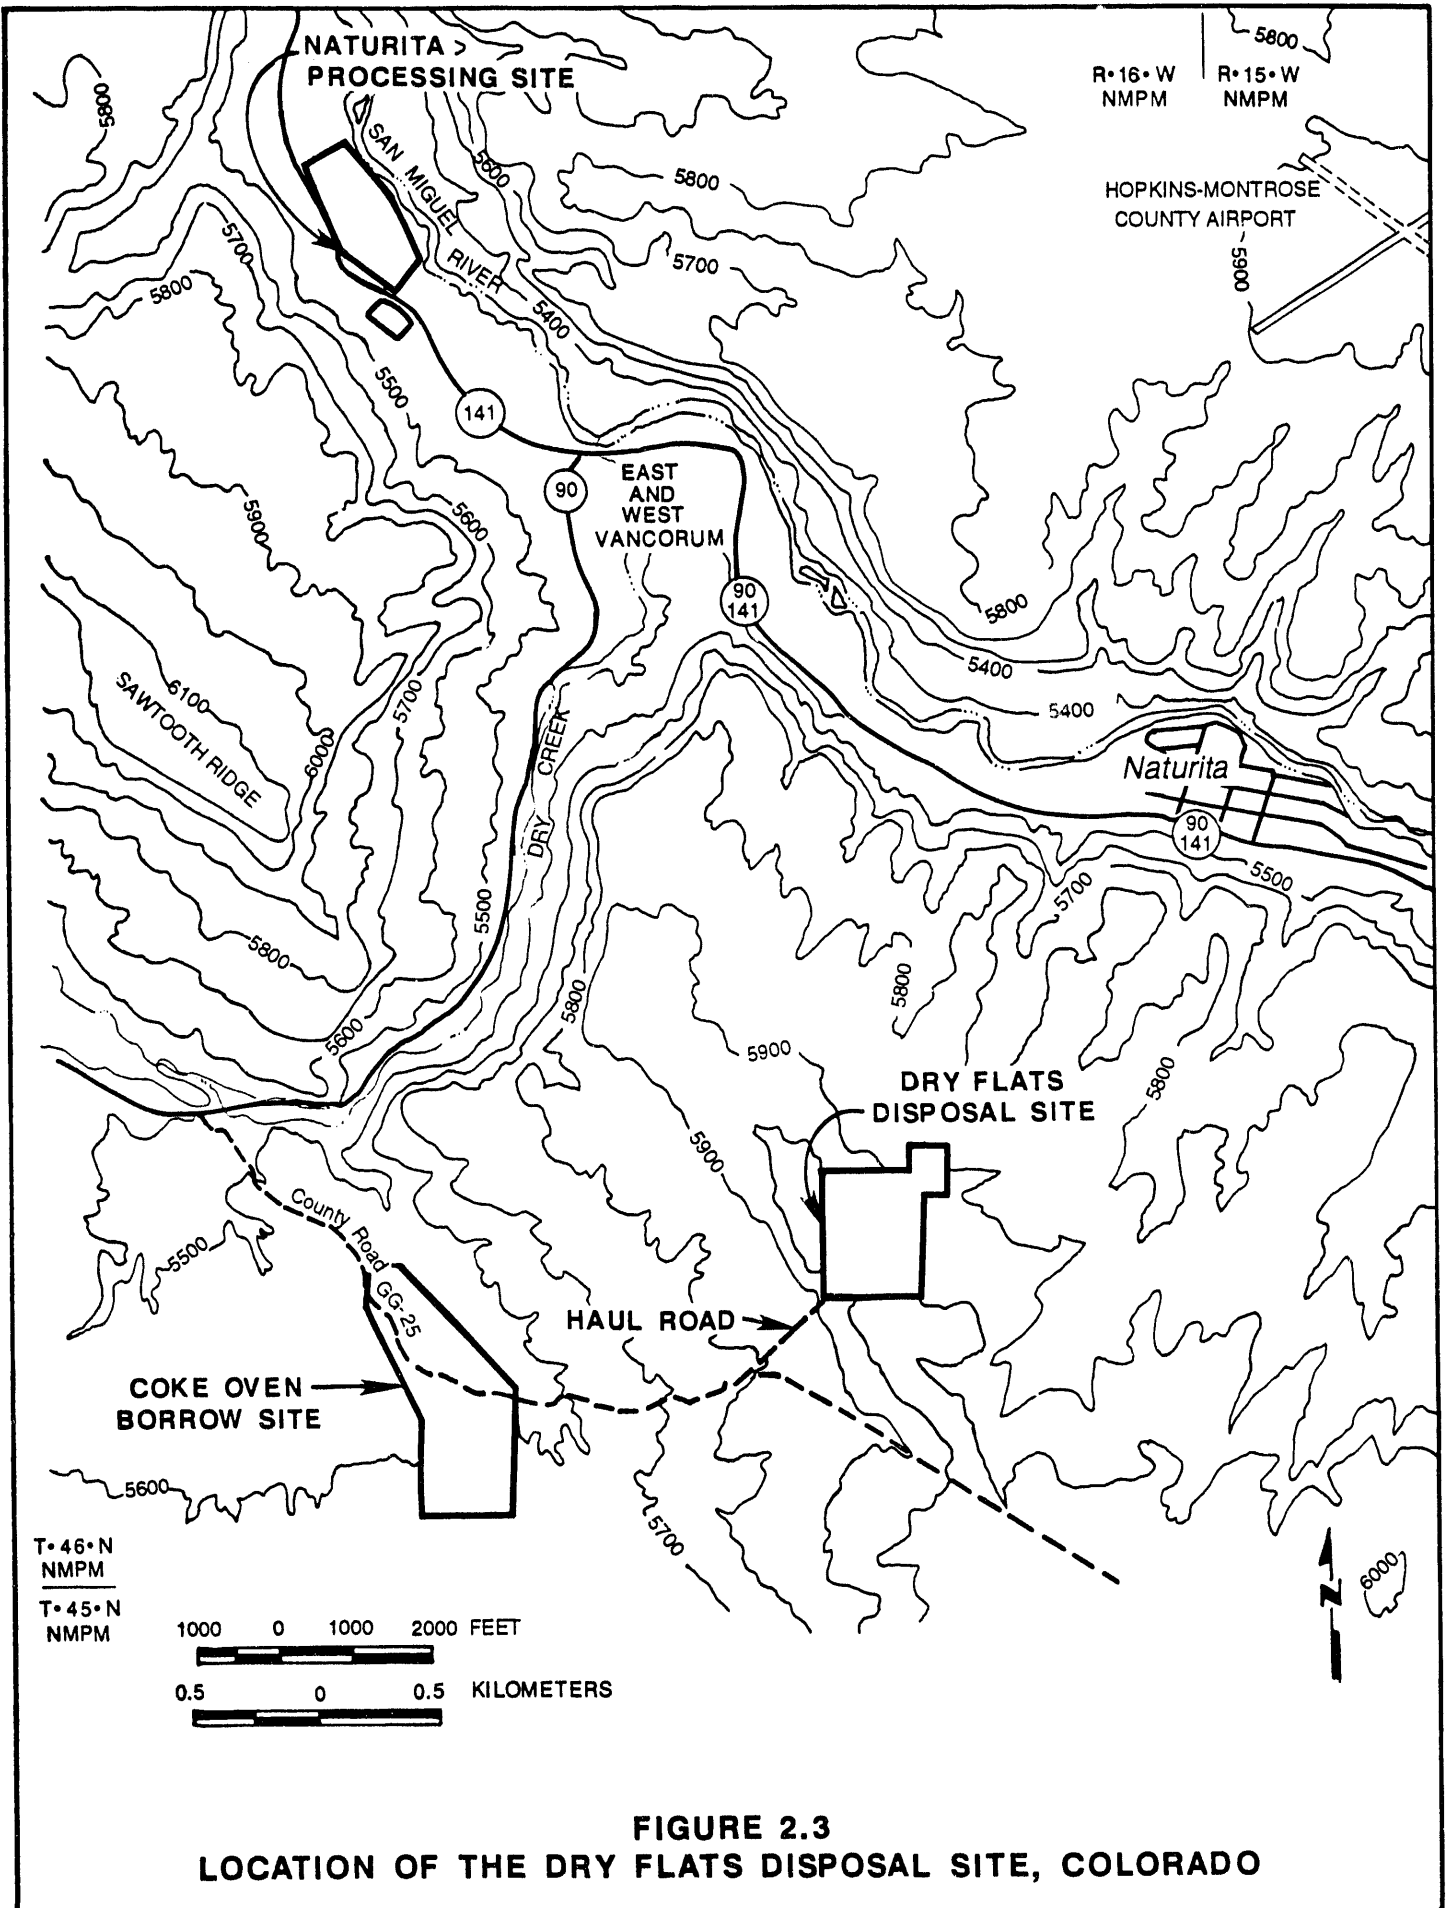 NATURITA
PROCESSING SITE
5800
R•16•W
NMPM
R•15•W
NMPM
5800
SAN MIGUEL RIVER
5600
5800
HOPKINS-MONTROSE
COUNTY AIRPORT
5900
5700
5700
5800
5400
5500
141
90
EAST
AND
WEST
VANCORUM
5900
5600
90
141
5800
5400
5400
6100
SAWTOOTH RIDGE
6000
5700
DRY CREEK
Naturita
90
141
5500
5700
5500
5800
5800
5800
5600
5900
5800
DRY FLATS
DISPOSAL SITE
5900
County Road GG-25
5500
HAUL ROAD
COKE OVEN
BORROW SITE
5600
5700
6000
T•46•N
NMPM
T•45•N
NMPM
N
1000 0 1000 2000 FEET
0.5 0 0.5 KILOMETERS
FIGURE 2.3
LOCATION OF THE DRY FLATS DISPOSAL SITE, COLORADO